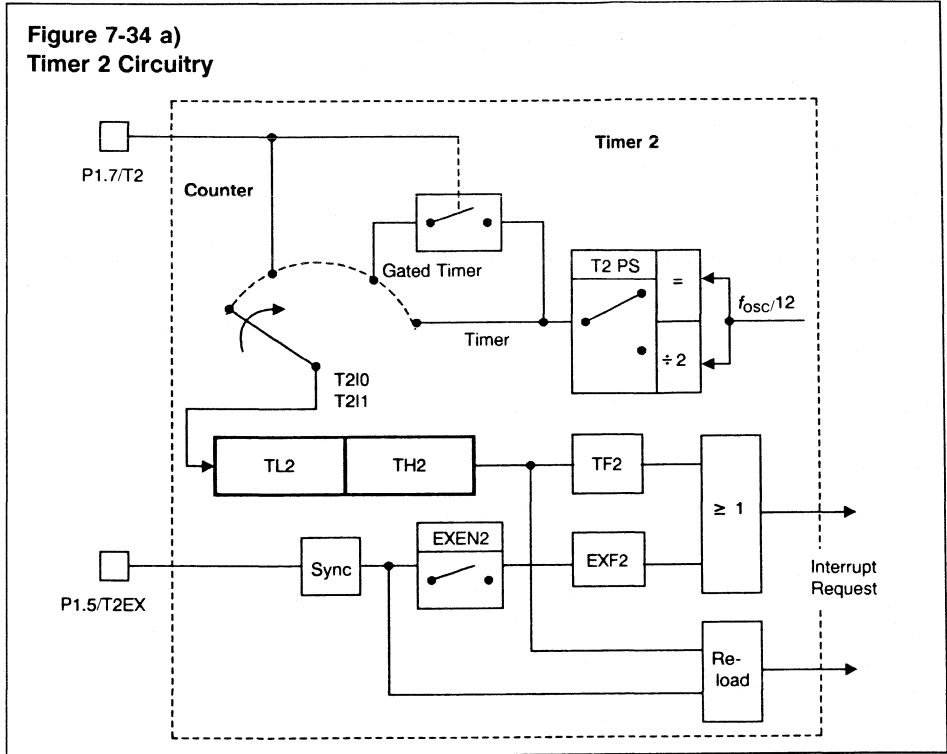 Figure 7-34 a)
Timer 2 Circuitry
P1.7/T2
Timer 2
Counter
Gated Timer
T2 PS
=
÷2
fosc/12
Timer
T2I0
T2I1
TL2
TH2
TF2
≥ 1
EXEN2
EXF2
Sync
P1.5/T2EX
Interrupt
Request
Re-
load